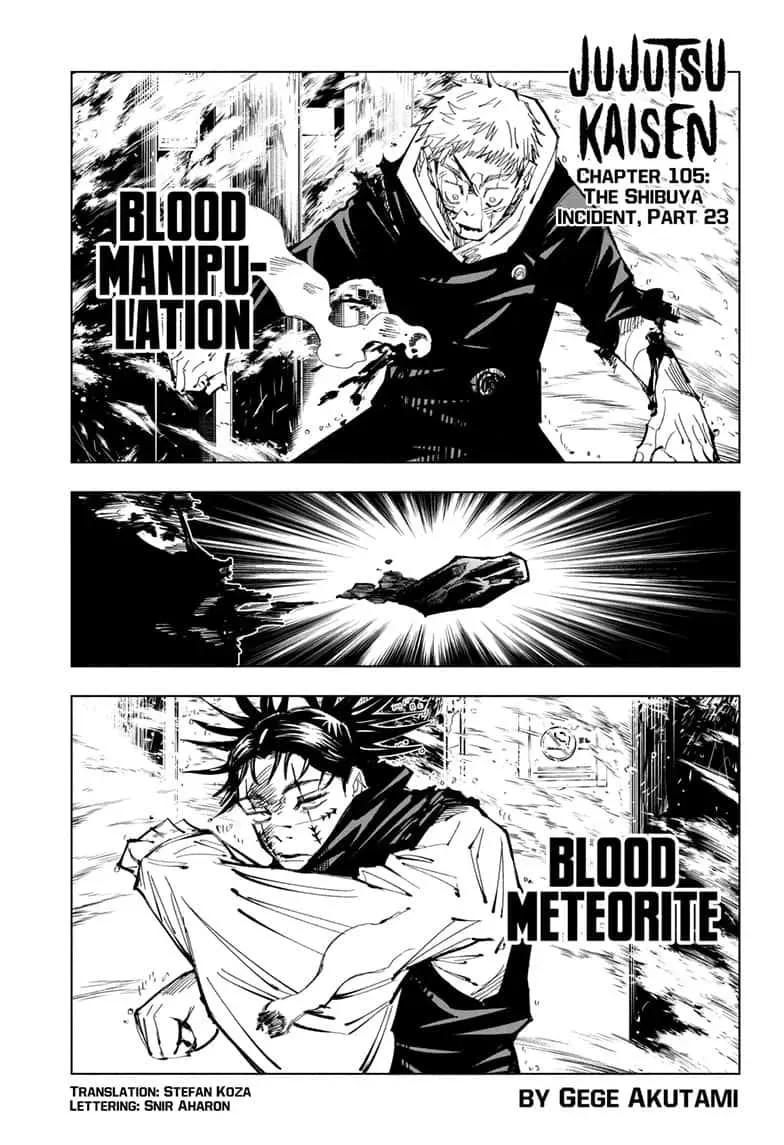 JUJUTSU
KAISEN
CHAPTER 105:
THE SHIBUYA
INCIDENT, PART 23
BLOOD
MANIPU-
LATION
BLOOD
METEORITE
TRANSLATION: STEFAN KOZA
LETTERING: SNIR AHARON
BY GEGE AKUTAMI